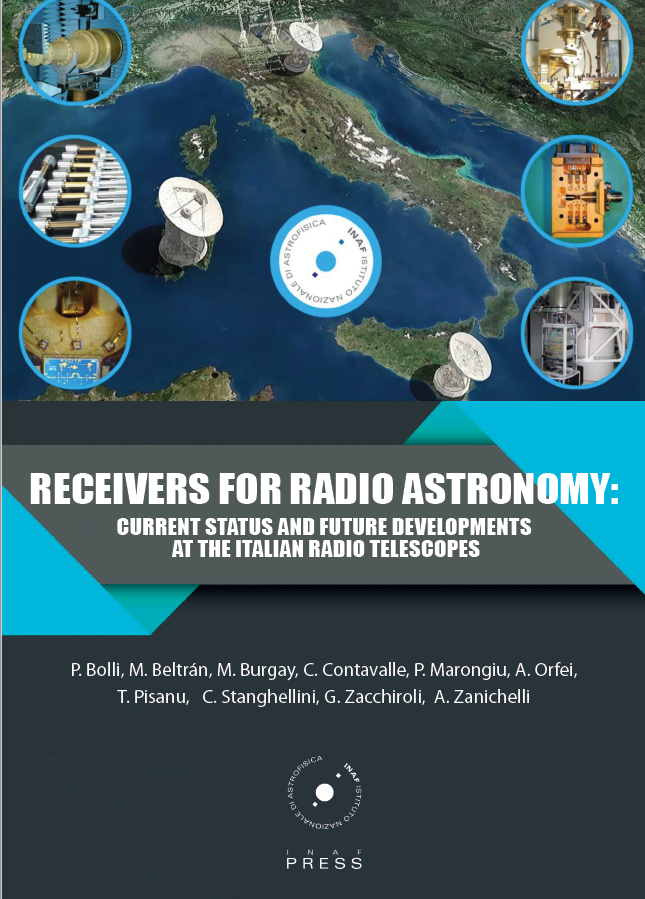 INAF ISTITUTO NAZIONALE DI ASTROFISICA
RECEIVERS FOR RADIO ASTRONOMY:
CURRENT STATUS AND FUTURE DEVELOPMENTS
AT THE ITALIAN RADIO TELESCOPES
P. Bolli, M. Beltrán, M. Burgay, C. Contavalle, P. Marongiu, A. Orfei,
T. Pisanu, C. Stanghellini, G. Zacchiroli, A. Zanichelli
INAF ISTITUTO NAZIONALE DI ASTROFISICA
INAF
PRESS